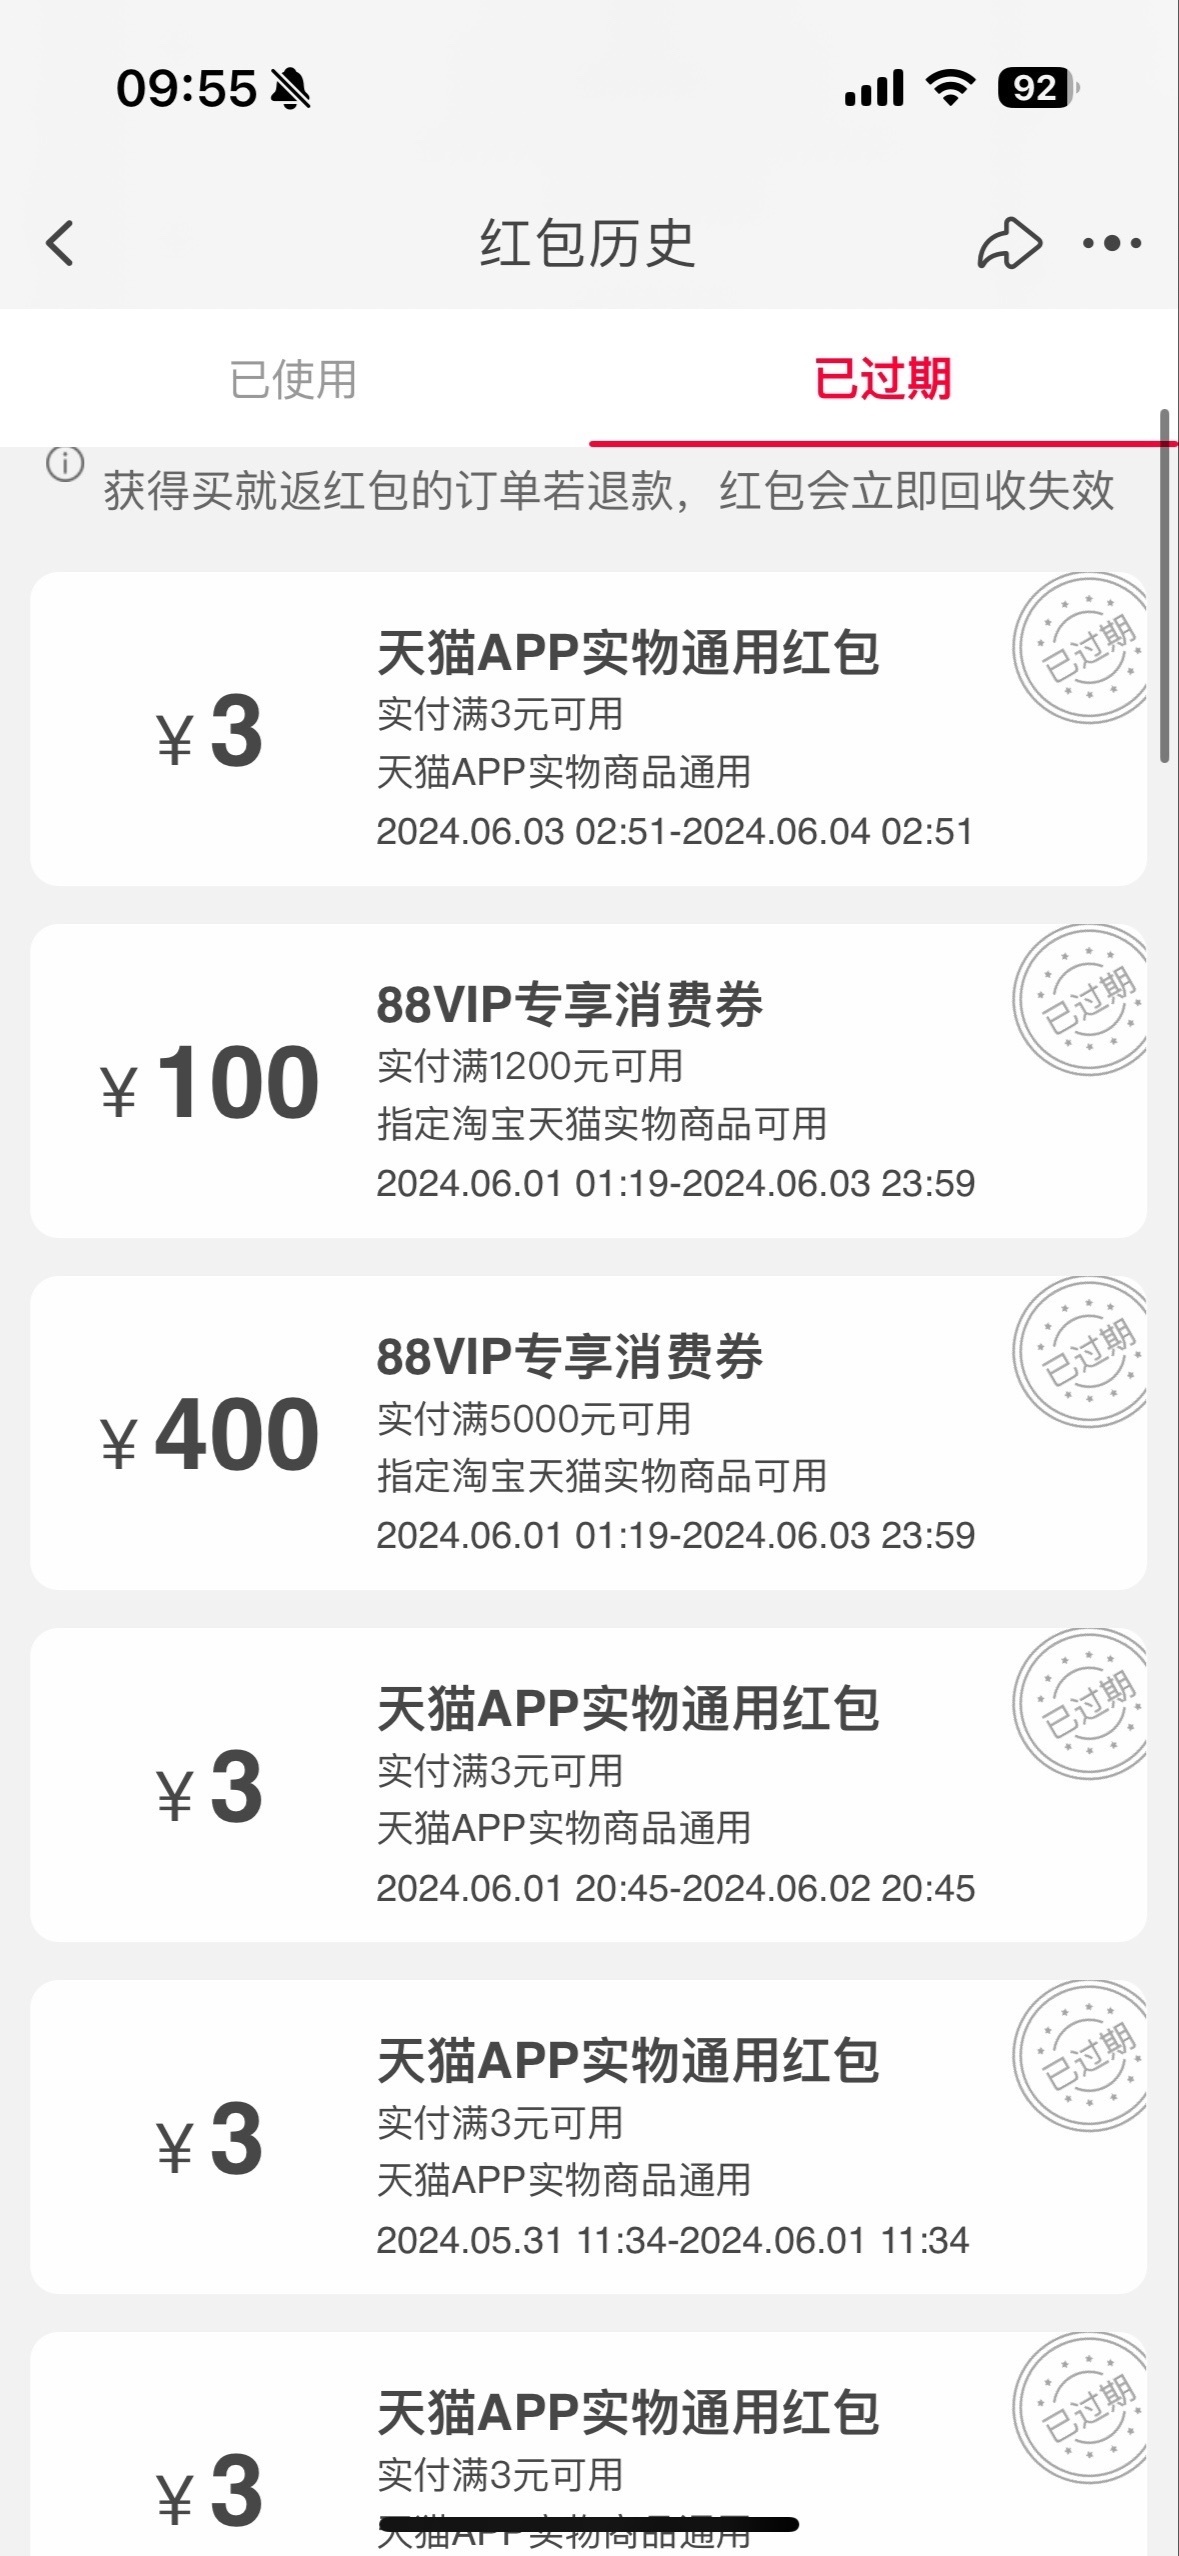 09:55
92
红包历史
已使用
已过期
获得买就返红包的订单若退款，红包会立即回收失效
已过期
天猫APP实物通用红包
¥3
实付满3元可用
天猫APP实物商品通用
2024.06.03 02:51-2024.06.04 02:51
已过期
88VIP专享消费券
¥100
实付满1200元可用
指定淘宝天猫实物商品可用
2024.06.01 01:19-2024.06.03 23:59
已过期
88VIP专享消费券
¥400
实付满5000元可用
指定淘宝天猫实物商品可用
2024.06.01 01:19-2024.06.03 23:59
已过期
天猫APP实物通用红包
¥3
实付满3元可用
天猫APP实物商品通用
2024.06.01 20:45-2024.06.02 20:45
已过期
天猫APP实物通用红包
¥3
实付满3元可用
天猫APP实物商品通用
2024.05.31 11:34-2024.06.01 11:34
已过期
天猫APP实物通用红包
¥3
实付满3元可用
天猫APP实物商品通用